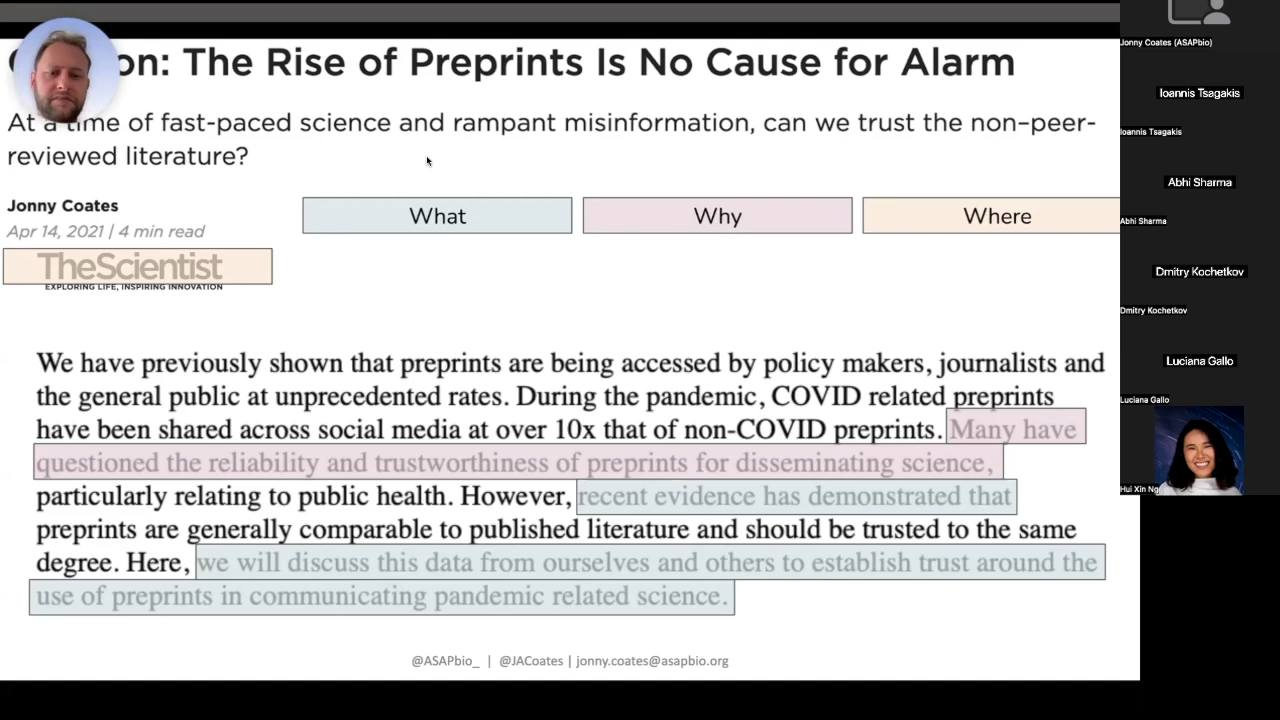 on: The Rise of Preprints Is No Cause for Alarm
At a time of fast-paced science and rampant misinformation, can we trust the non-peer-
reviewed literature?
Jonny Coates
Apr 14, 2021 | 4 min read
What
Why
Where
TheScientist
EXPLORING LIFE, INSPIRING INNOVATION
We have previously shown that preprints are being accessed by policy makers, journalists and
the general public at unprecedented rates. During the pandemic, COVID related preprints
have been shared across social media at over 10x that of non-COVID preprints. Many have
questioned the reliability and trustworthiness of preprints for disseminating science,
particularly relating to public health. However, recent evidence has demonstrated that
preprints are generally comparable to published literature and should be trusted to the same
degree. Here, we will discuss this data from ourselves and others to establish trust around the
use of preprints in communicating pandemic related science.
@ASAPbio_ | @JACoates | jonny.coates@asapbio.org
Jonny Coates (ASAPbio)
Ioannis Tsagakis
Ioannis Tsagakis
Abhi Sharma
Abhi Sharma
Dmitry Kochetkov
Dmitry Kochetkov
Luciana Gallo
Luciana Gallo
Hui Xin Ng